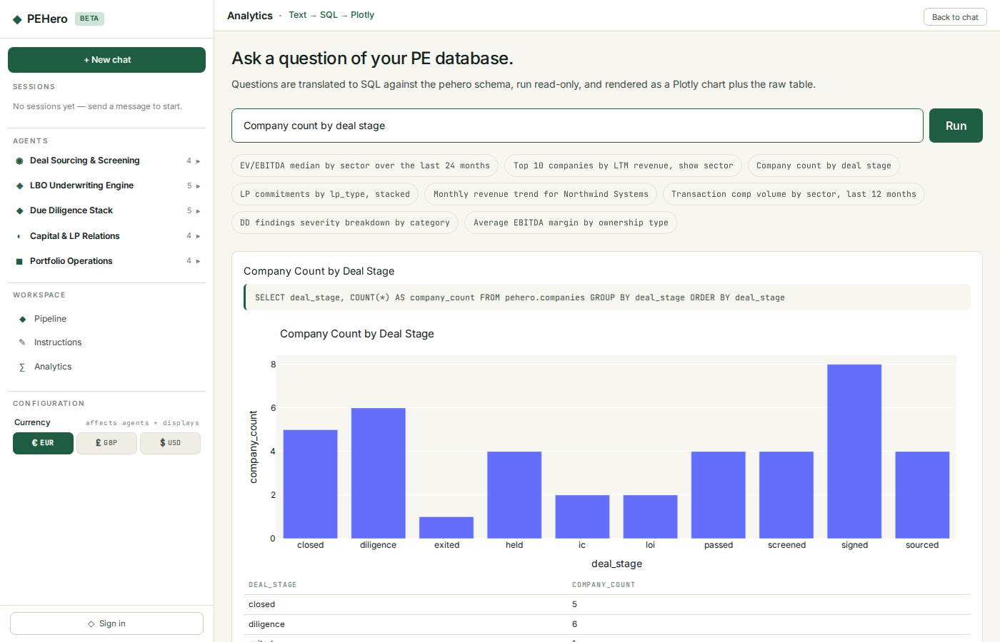 ◆ PEHero BETA
+ New chat
SESSIONS
No sessions yet — send a message to start.
AGENTS
Deal Sourcing & Screening 4 ▸
LBO Underwriting Engine 5 ▸
Due Diligence Stack 5 ▸
Capital & LP Relations 4 ▸
Portfolio Operations 4 ▸
WORKSPACE
Pipeline
Instructions
∑ Analytics
CONFIGURATION
Currency affects agents + displays
€ EUR £ GBP $ USD
◇ Sign in
Analytics · Text → SQL → Plotly
Back to chat
Ask a question of your PE database.
Questions are translated to SQL against the pehero schema, run read-only, and rendered as a Plotly chart plus the raw table.
Company count by deal stage Run
EV/EBITDA median by sector over the last 24 months Top 10 companies by LTM revenue, show sector Company count by deal stage
LP commitments by lp_type, stacked Monthly revenue trend for Northwind Systems Transaction comp volume by sector, last 12 months
DD findings severity breakdown by category Average EBITDA margin by ownership type
Company Count by Deal Stage
SELECT deal_stage, COUNT(*) AS company_count FROM pehero.companies GROUP BY deal_stage ORDER BY deal_stage
Company Count by Deal Stage
company_count
8
6
4
2
0
closed diligence exited held ic loi passed screened signed sourced
deal_stage
DEAL_STAGE COMPANY_COUNT
closed 5
diligence 6